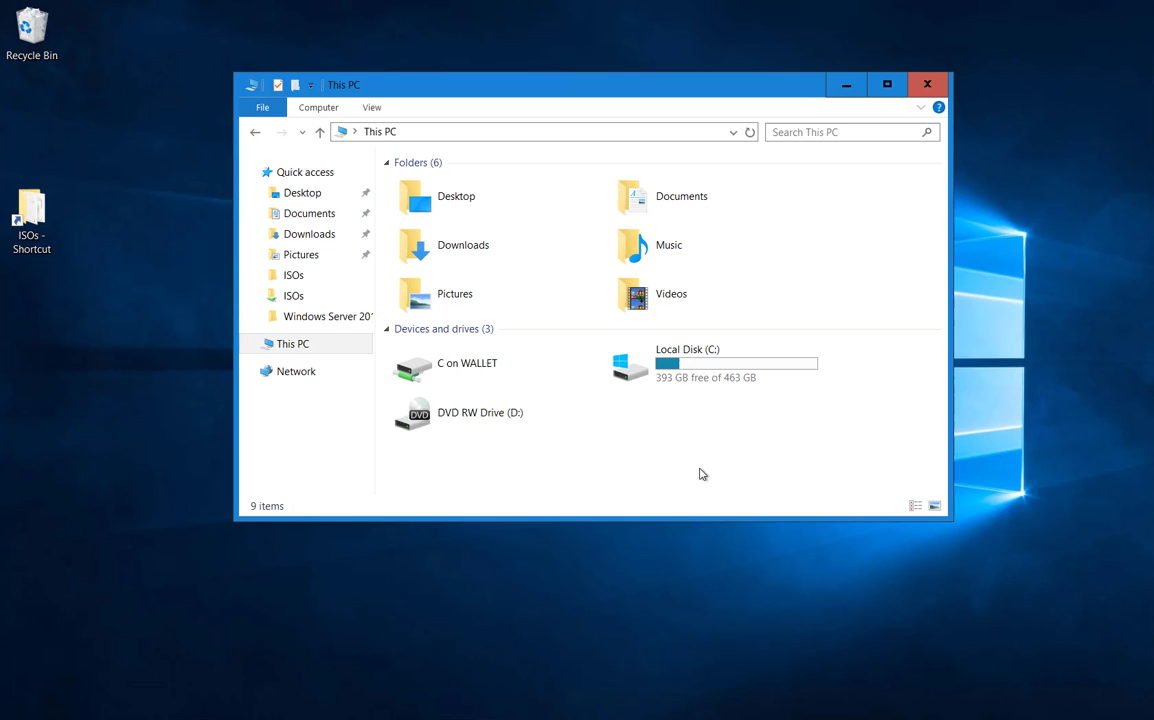 Recycle Bin
ISOs -
Shortcut
This PC
File
Computer
View
This PC
Search This PC
Quick access
Desktop
Documents
Downloads
Pictures
ISOs
ISOs
Windows Server 201
This PC
Network
Folders (6)
Desktop
Documents
Downloads
Music
Pictures
Videos
Devices and drives (3)
C on WALLET
Local Disk (C:)
393 GB free of 463 GB
DVD
DVD RW Drive (D:)
9 items